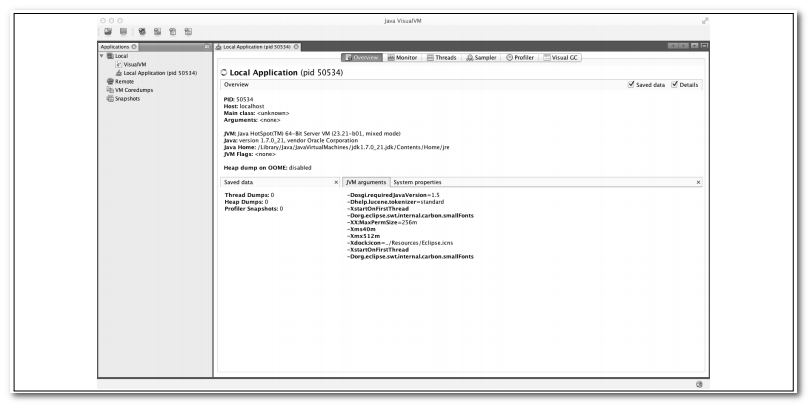 Java VisualVM
Applications
Local Application (pid 50534)
Local
VisualVM
Local Application (pid 50534)
Remote
VM Coredumps
Snapshots
Overview
Monitor
Threads
Sampler
Profiler
Visual GC
Local Application (pid 50534)
Overview
Saved data
Details
PID: 50534
Host: localhost
Main class: <unknown>
Arguments: <none>
JVM: Java HotSpot(TM) 64-Bit Server VM (23.21-b01, mixed mode)
Java: version 1.7.0_21, vendor Oracle Corporation
Java Home: /Library/Java/JavaVirtualMachines/jdk1.7.0_21.jdk/Contents/Home/jre
JVM Flags: <none>
Heap dump on OOME: disabled
Saved data
Thread Dumps: 0
Heap Dumps: 0
Profiler Snapshots: 0
JVM arguments
System properties
-Dosgi.requiredJavaVersion=1.5
-Dhelp.lucene.tokenizer=standard
-XstartOnFirstThread
-Dorg.eclipse.swt.internal.carbon.smallFonts
-XX:MaxPermSize=256m
-Xms40m
-Xmx512m
-Xdock:icon=../Resources/Eclipse.icns
-XstartOnFirstThread
-Dorg.eclipse.swt.internal.carbon.smallFonts